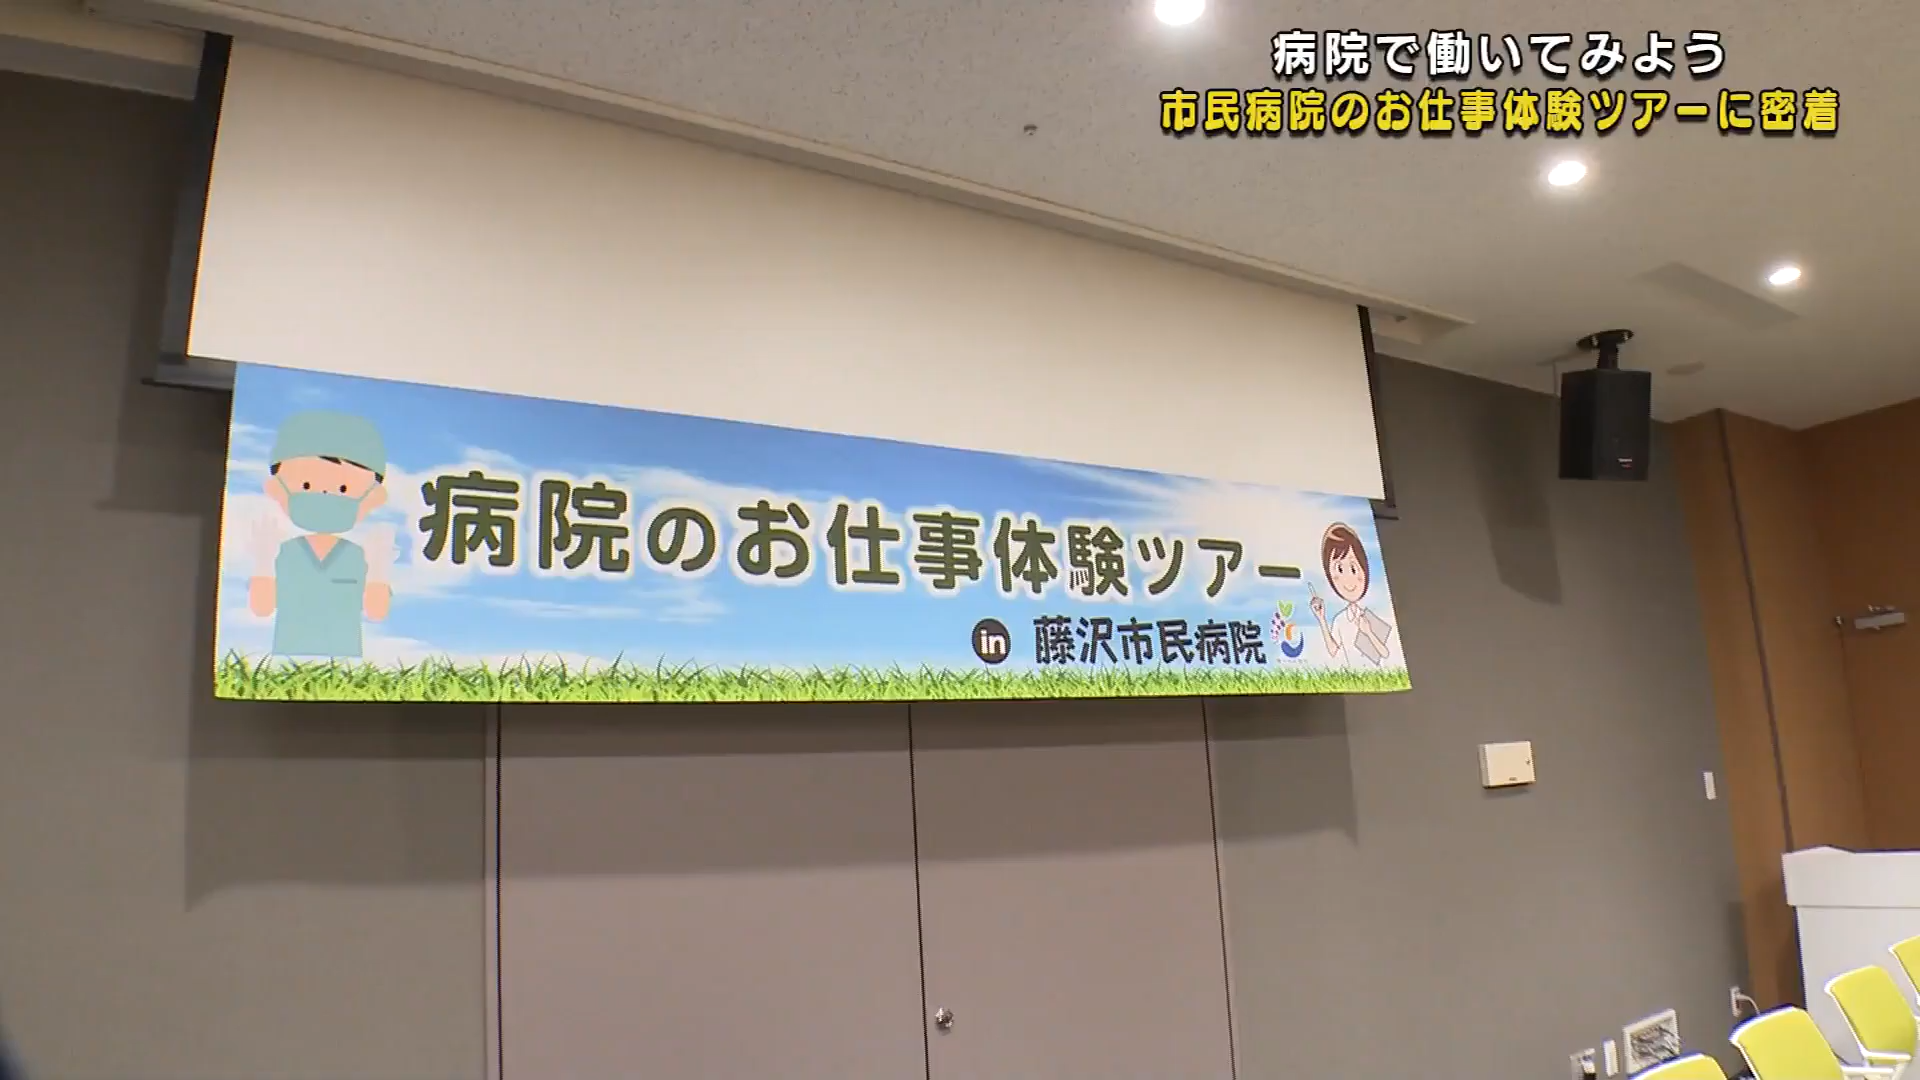 病院で働いてみよう
市民病院のお仕事体験ツアーに密着
病院のお仕事体験ツアー
in 藤沢市民病院